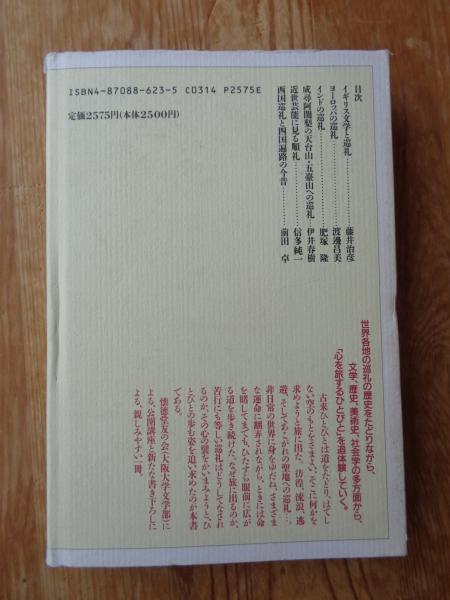 ISBN4-87088-623-5 C0314 P2575E
定価2575円(本体2500円)
目次
イギリス文学と巡礼…………………藤井治彦
ヨーロッパの巡礼……………………渡邊昌美
インドの巡礼…………………………肥塚 隆
成尋阿闍梨の天台山・五臺山への巡礼…伊井春樹
近世芸能に見る順礼…………………信多純一
西国巡礼と四国遍路の今昔…………前田 卓
世界各地の巡礼の歴史をたどりながら、
文学、歴史、美術史、社会学の多方面から、
「心を旅するひとびと」を追体験していく。
古来ひとびとは道をたどり、はてし
ない空のもとをさまよい、そこに何かを
求めようと旅に出た。彷徨、流浪、逃
遊、そしてあこがれの聖地への巡礼…。
非日常の世界に身をゆだね、さまざま
な運命に翻弄されながら、ときには命
を賭してまでも、ひたすら眼前に広が
る道を歩き続けた。なぜ旅に出るのか、
苦行にも等しい巡礼はどうしてなされ
るのか、その心の襞をかいまみようと、ひ
とびとの歩む姿を追い求めたのが本書
である。
懐徳堂友の会(大阪大学文学部)に
よる、公開講座と新たな書き下ろしに
よる、親しみやすい一冊。